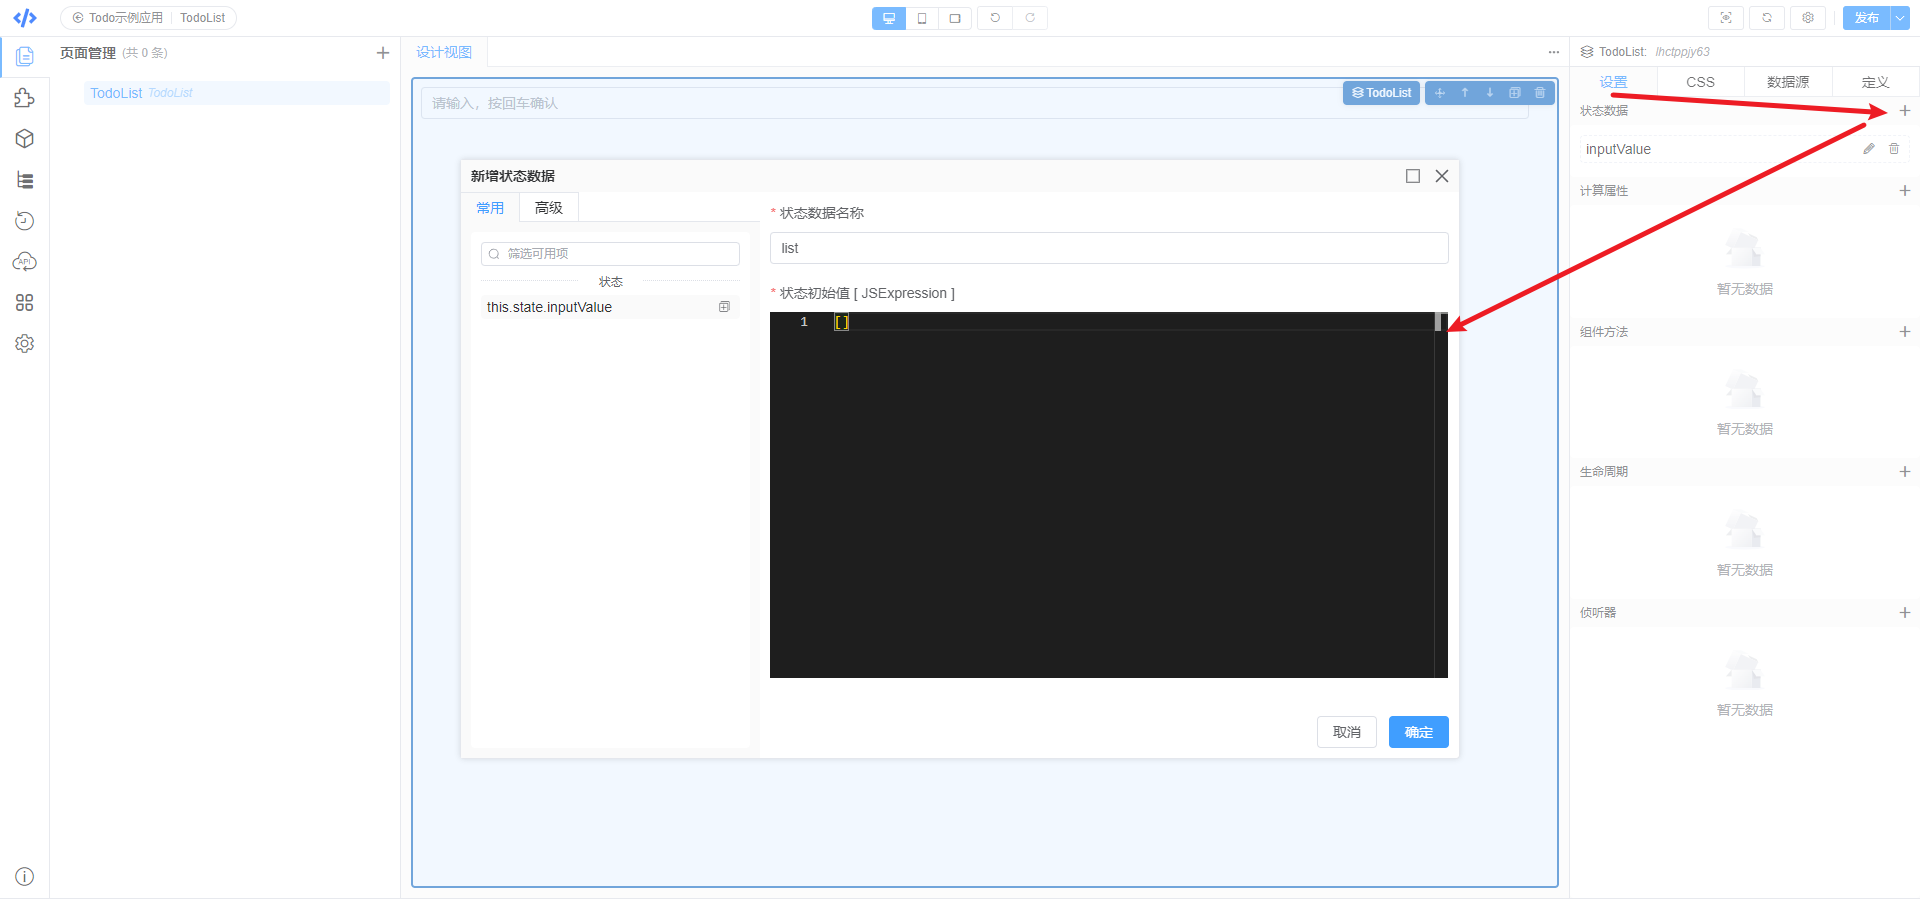 Todo示例应用 TodoList
发布
页面管理 (共 0 条)
TodoList TodoList
设计视图
请输入，按回车确认
TodoList
新增状态数据
常用 高级
筛选可用项
状态
this.state.inputValue
* 状态数据名称
list
* 状态初始值 [ JSExpression ]
1 []
取消 确定
TodoList: lhctppjy63
设置 CSS 数据源 定义
状态数据
inputValue
计算属性
暂无数据
组件方法
暂无数据
生命周期
暂无数据
侦听器
暂无数据
API